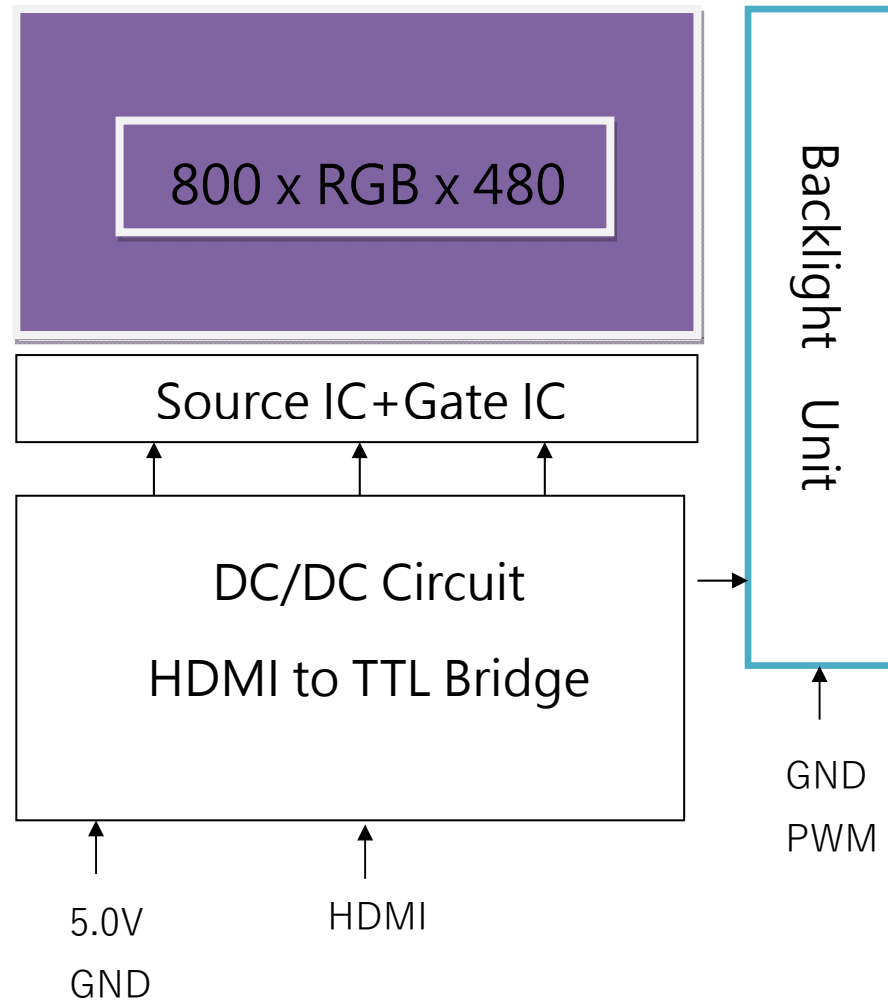 800 x RGB x 480
Source IC+Gate IC
DC/DC Circuit
HDMI to TTL Bridge
Backlight Unit
5.0V
GND
HDMI
GND
PWM